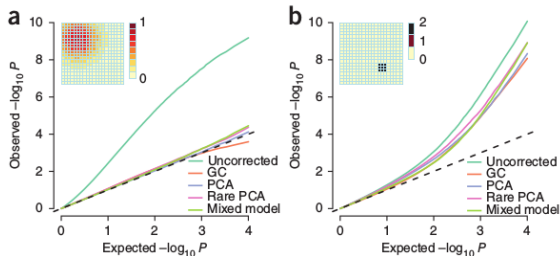 a
b
1
0
2
1
0
10
8
6
4
2
0
Observed –log10 P
0
1
2
3
4
Expected –log10 P
Uncorrected
GC
PCA
Rare PCA
Mixed model
10
8
6
4
2
0
Observed –log10 P
0
1
2
3
4
Expected –log10 P
Uncorrected
GC
PCA
Rare PCA
Mixed model